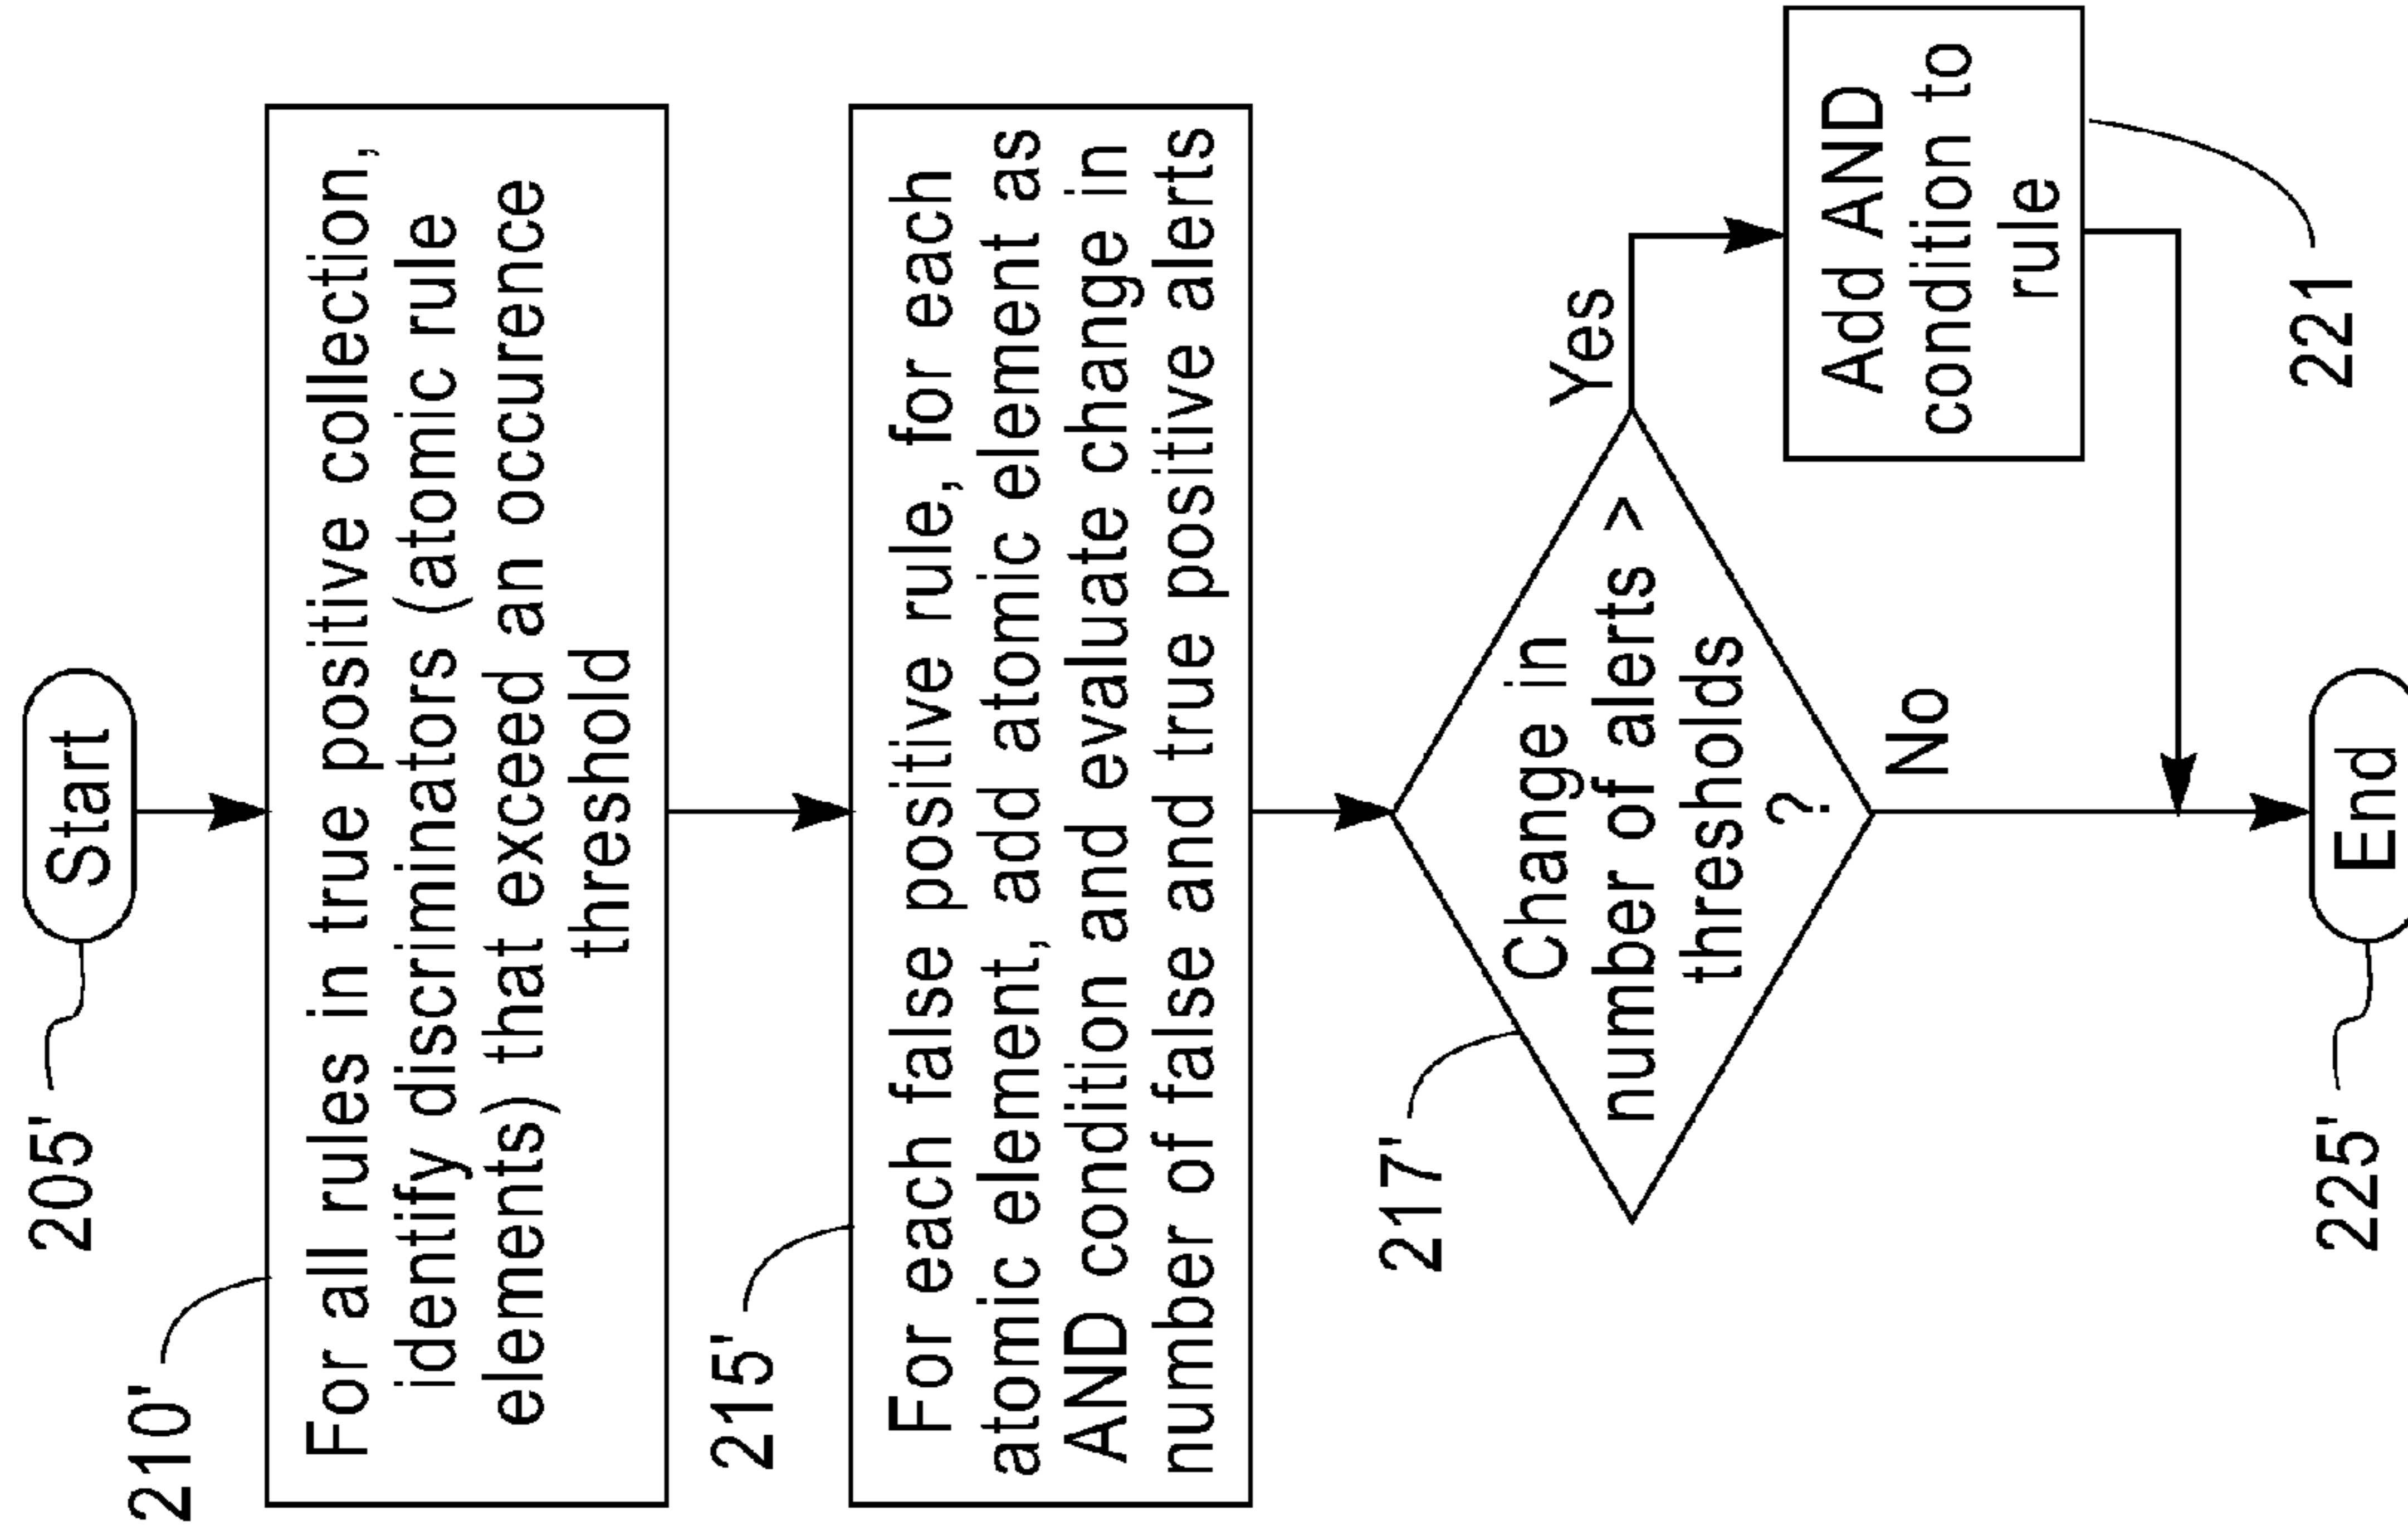 205'
Start
210'
For all rules in true positive collection,
identify discriminators (atomic rule
elements) that exceed an occurence
threshold
215'
For each false positive rule, for each
atomic element, add atomic element as
AND condition and evaluate change in
number of false and true positive alerts
217'
Change in
number of alerts >
thresholds
?
Yes
No
Add AND
condition to
rule
221
225'
End